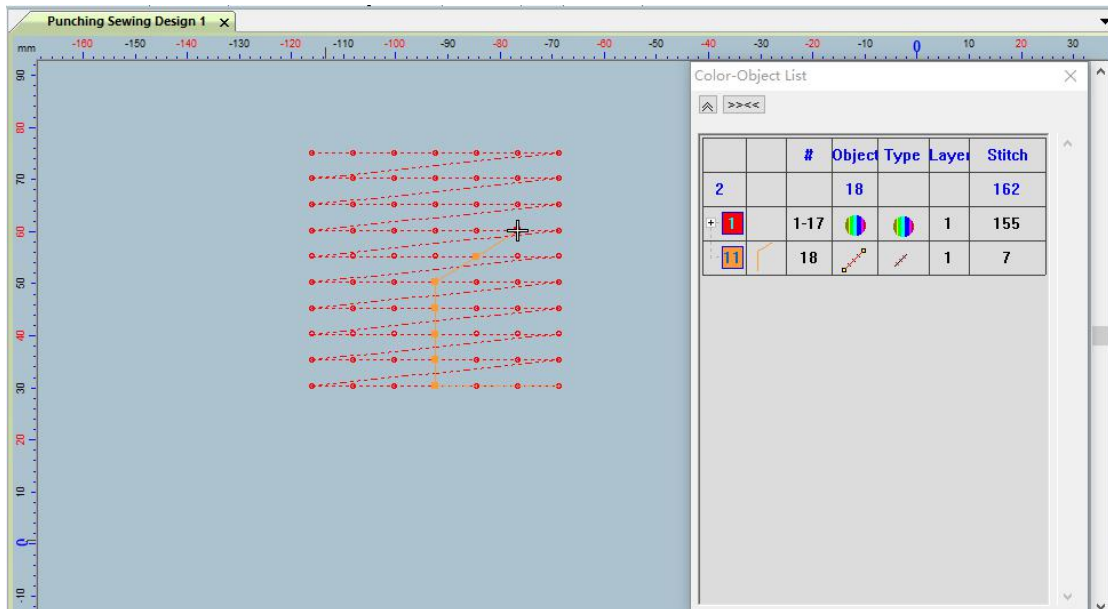 Punching Sewing Design 1 ×
mm -160 -150 -140 -130 -120 -110 -100 -90 -80 -70 -60 -50 -40 -30 -20 -10 0 10 20 30
90
80
70
60
50
40
30
20
10
0
-10
Color-Object List
>><<
# Object Type Layer Stitch
2 18 162
1 1-17 1 155
11 18 1 7